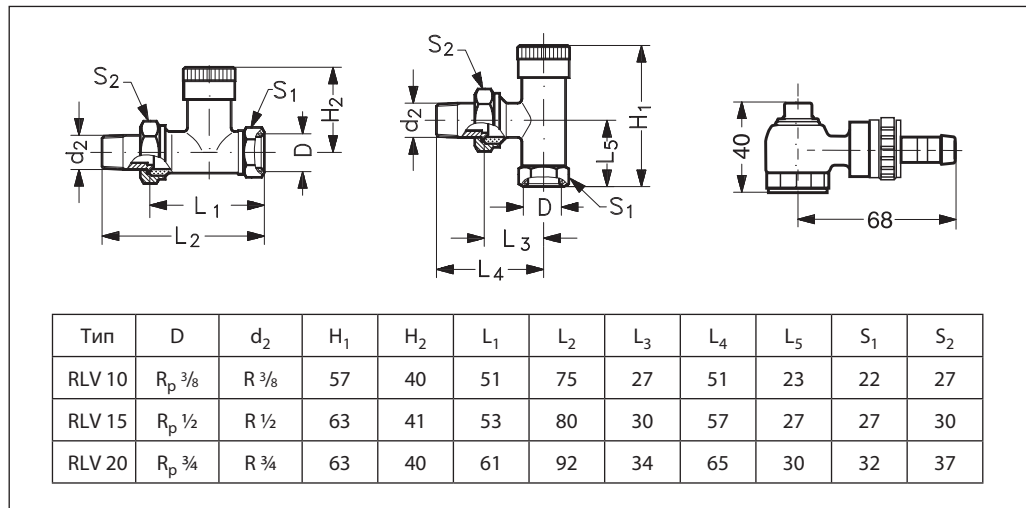 S₂
S₁
H₂
d₂
D
L₁
L₂
S₂
d₂
H₁
L₅
D
S₁
L₃
L₄
40
68
Тип D d₂ H₁ H₂ L₁ L₂ L₃ L₄ L₅ S₁ S₂
RLV 10 Rₚ ⅜ R ⅜ 57 40 51 75 27 51 23 22 27
RLV 15 Rₚ ½ R ½ 63 41 53 80 30 57 27 27 30
RLV 20 Rₚ ¾ R ¾ 63 40 61 92 34 65 30 32 37